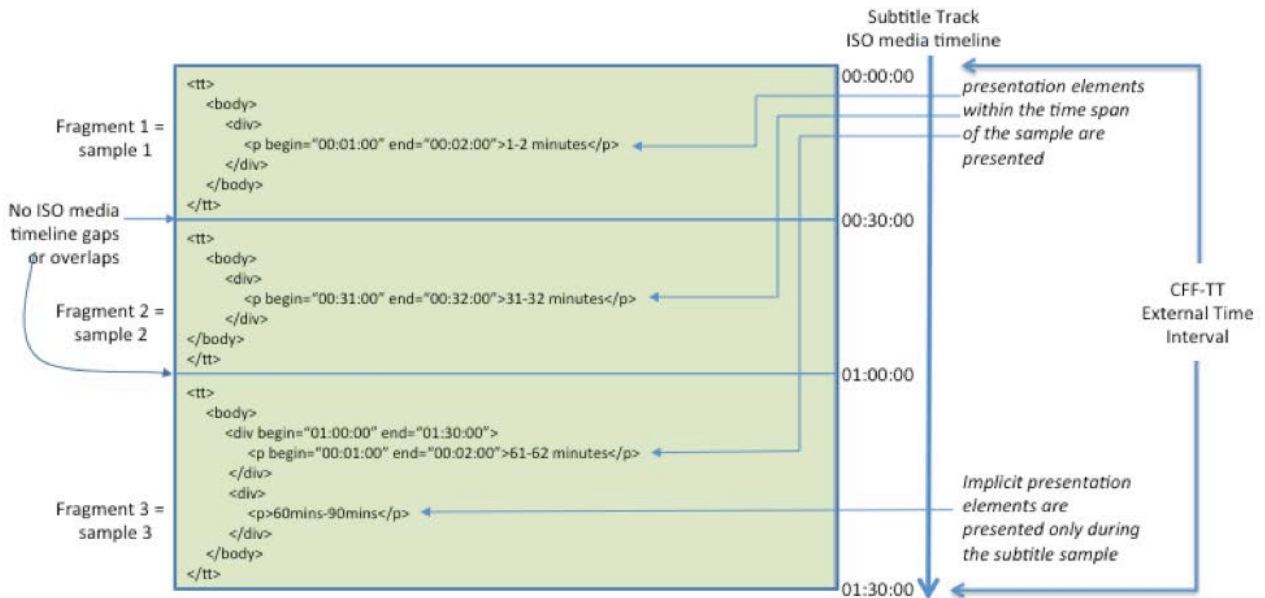 Subtitle Track
ISO media timeline
00:00:00
<tt>
<body>
<div>
<p begin="00:01:00" end="00:02:00">1-2 minutes</p>
</div>
</body>
</tt>
Fragment 1 =
sample 1
presentation elements
within the time span
of the sample are
presented
No ISO media
timeline gaps
or overlaps
00:30:00
<tt>
<body>
<div>
<p begin="00:31:00" end="00:32:00">31-32 minutes</p>
</div>
</body>
</tt>
Fragment 2 =
sample 2
CFF-TT
External Time
Interval
01:00:00
<tt>
<body>
<div begin="01:00:00" end="01:30:00">
<p begin="00:01:00" end="00:02:00">61-62 minutes</p>
</div>
<div>
<p>60mins-90mins</p>
</div>
</body>
</tt>
Fragment 3 =
sample 3
Implicit presentation
elements are
presented only during
the subtitle sample
01:30:00